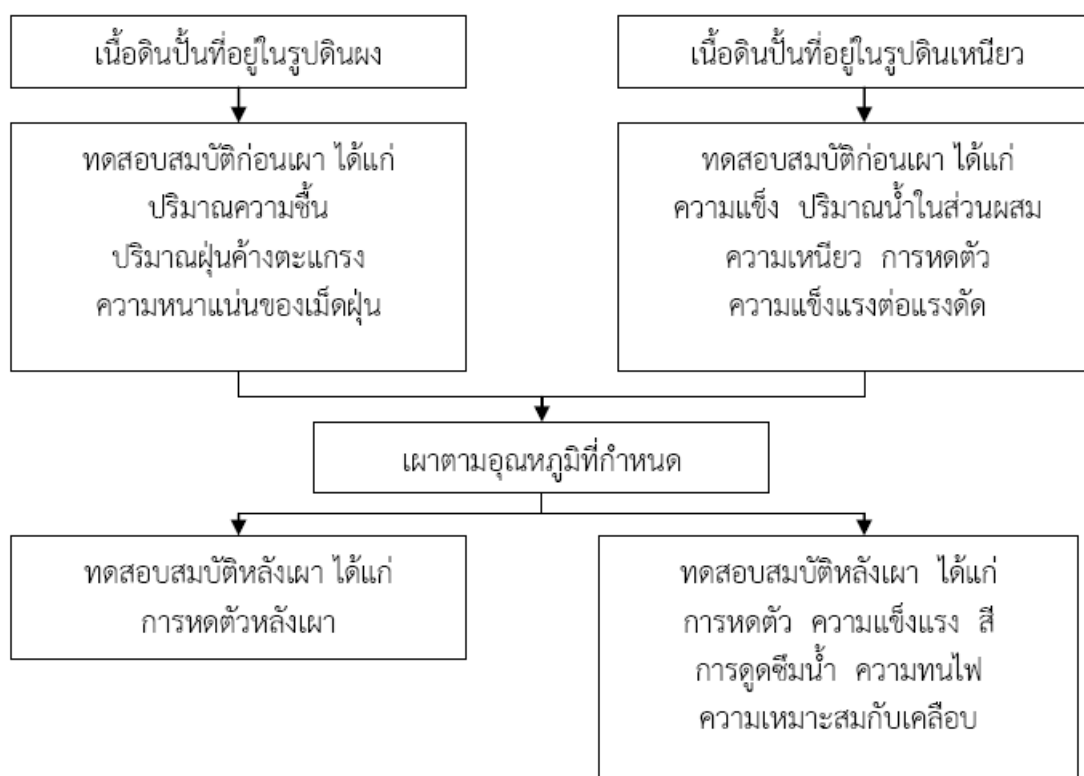 เนื้อดินปั้นที่อยู่ในรูปดินผง
เนื้อดินปั้นที่อยู่ในรูปดินเหนียว
ทดสอบสมบัติก่อนเผา ได้แก่
ปริมาณความชื้น
ปริมาณฝุ่นค้างตะแกรง
ความหนาแน่นของเม็ดฝุ่น
ทดสอบสมบัติก่อนเผา ได้แก่
ความแข็ง ปริมาณน้ำในส่วนผสม
ความเหนียว การหดตัว
ความแข็งแรงต่อแรงดัด
เผาตามอุณหภูมิที่กำหนด
ทดสอบสมบัติหลังเผา ได้แก่
การหดตัวหลังเผา
ทดสอบสมบัติหลังเผา ได้แก่
การหดตัว ความแข็งแรง สี
การดูดซึมน้ำ ความทนไฟ
ความเหมาะสมกับเคลือบ